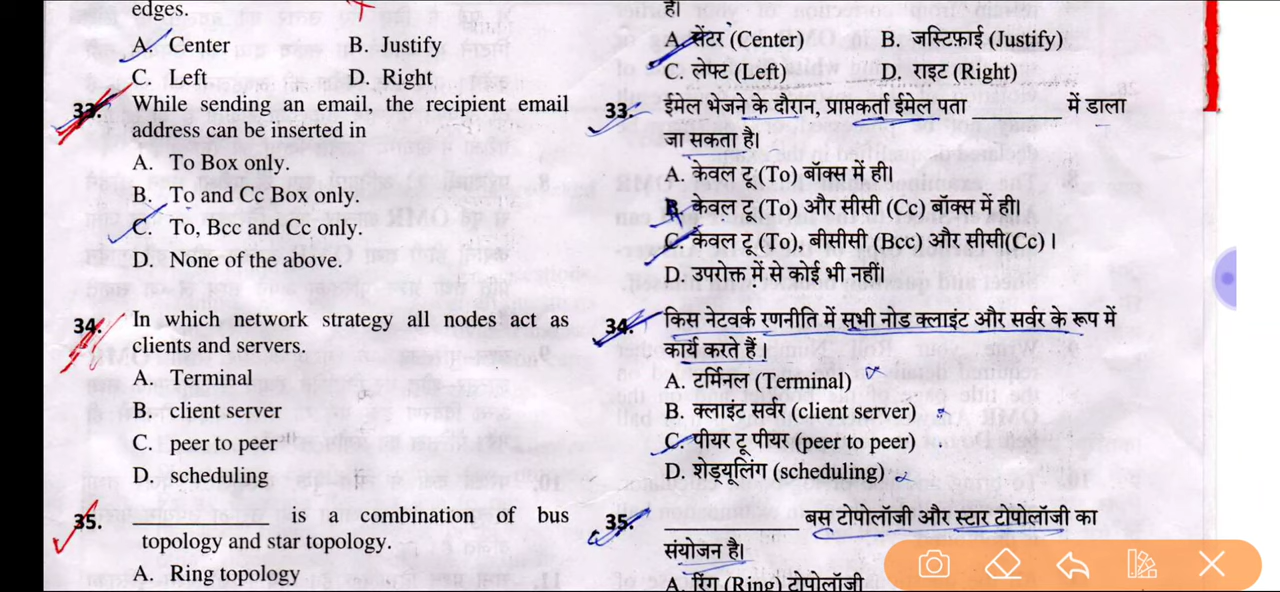 edges.
A. Center B. Justify
C. Left D. Right
33. While sending an email, the recipient email
address can be inserted in
A. To Box only.
B. To and Cc Box only.
C. To, Bcc and Cc only.
D. None of the above.
34. In which network strategy all nodes act as
clients and servers.
A. Terminal
B. client server
C. peer to peer
D. scheduling
35. ____________ is a combination of bus
topology and star topology.
A. Ring topology
है।
A. सेंटर (Center) B. जस्टिफाई (Justify)
C. लेफ्ट (Left) D. राइट (Right)
33. ईमेल भेजने के दौरान, प्राप्तकर्ता ईमेल पता ________ में डाला
जा सकता है।
A. केवल टू (To) बॉक्स में ही।
B. केवल टू (To) और सीसी (Cc) बॉक्स में ही।
C. केवल टू (To), बीसीसी (Bcc) और सीसी(Cc) ।
D. उपरोक्त में से कोई भी नहीं।
34. किस नेटवर्क रणनीति में सभी नोड क्लाइंट और सर्वर के रूप में
कार्य करते हैं ।
A. टर्मिनल (Terminal)
B. क्लाइंट सर्वर (client server)
C. पीयर टू पीयर (peer to peer)
D. शेड्यूलिंग (scheduling)
35. ____________ बस टोपोलॉजी और स्टार टोपोलॉजी का
संयोजन है।
A. रिंग (Ring) टोपोलॉजी